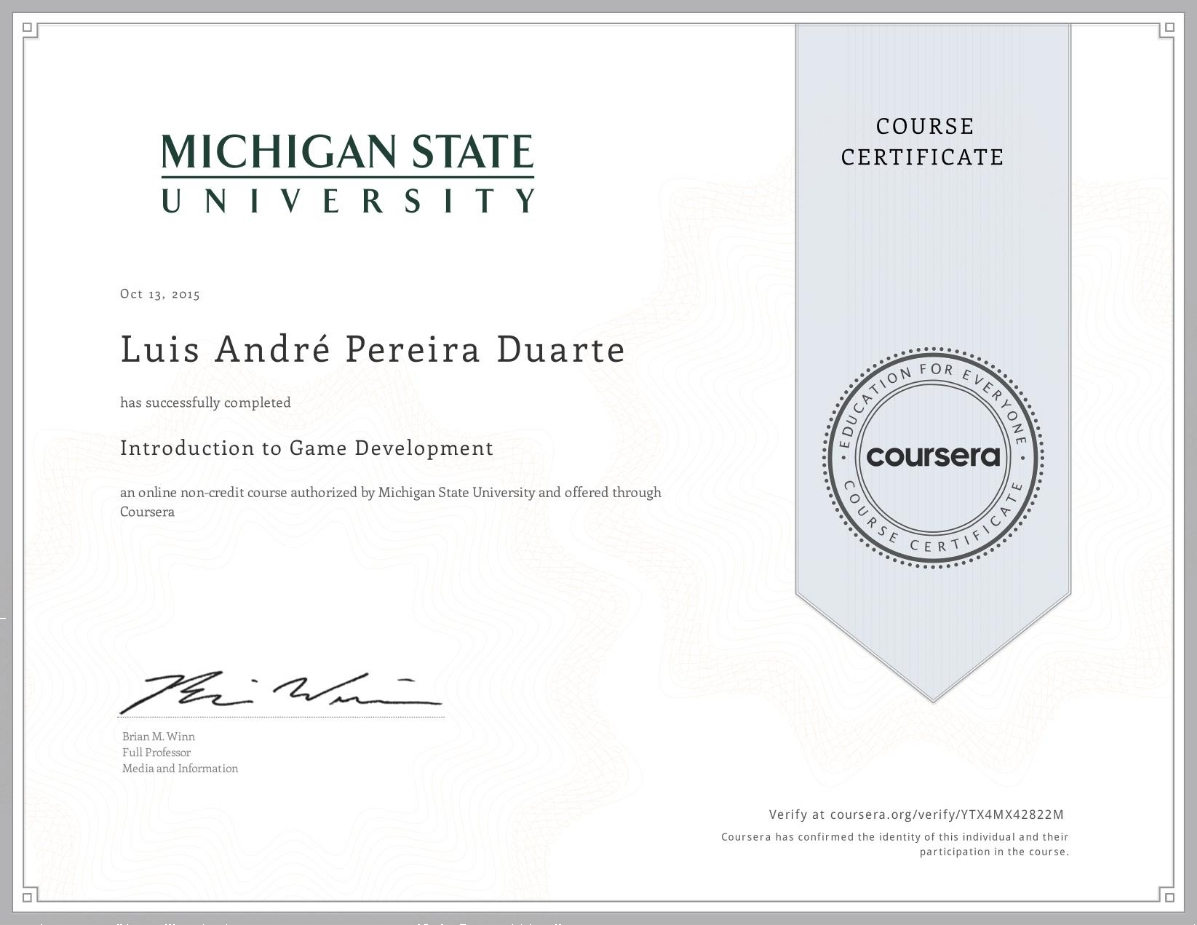 MICHIGAN STATE
UNIVERSITY
COURSE
CERTIFICATE
Oct 13, 2015
Luis André Pereira Duarte
has successfully completed
Introduction to Game Development
an online non-credit course authorized by Michigan State University and offered through
Coursera
EDUCATION FOR EVERYONE
coursera
COURSE CERTIFICATE
Brian M. Winn
Full Professor
Media and Information
Verify at coursera.org/verify/YTX4MX42822M
Coursera has confirmed the identity of this individual and their
participation in the course.